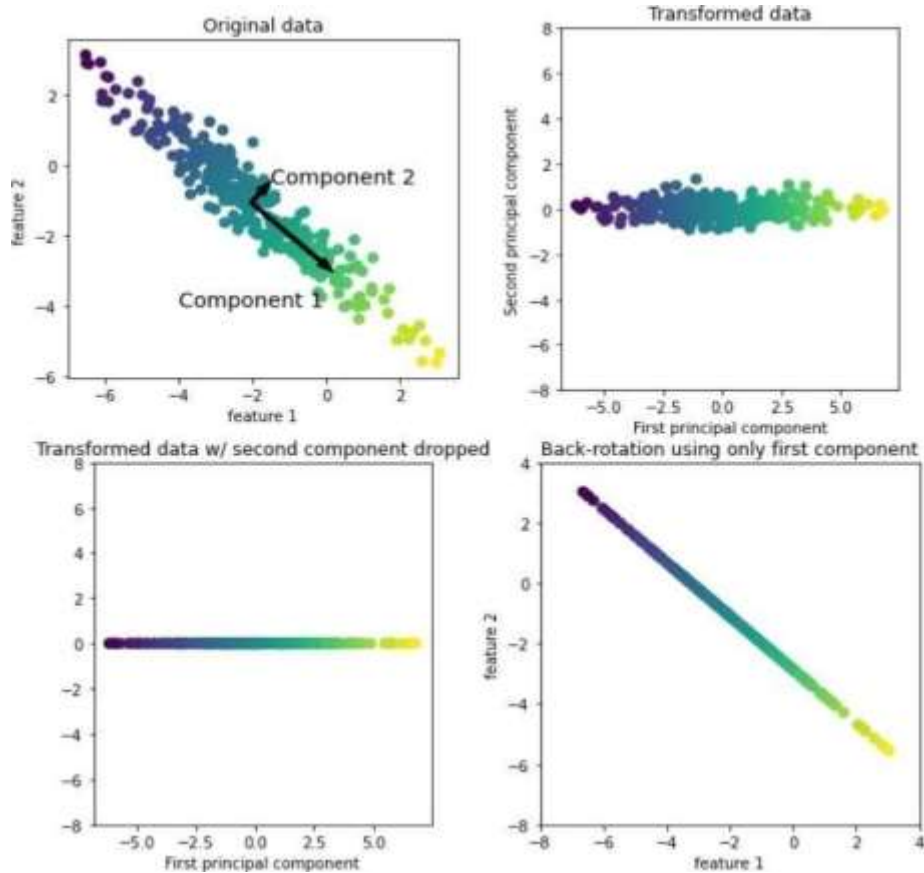 Original data
2
0
−2
−4
−6
−6 −4 −2 0 2
feature 1
feature 2
Component 2
Component 1
Transformed data
8
6
4
2
0
−2
−4
−6
−8
−5.0 −2.5 0.0 2.5 5.0
First principal component
Second principal component
Transformed data w/ second component dropped
8
6
4
2
0
−2
−4
−6
−8
−5.0 −2.5 0.0 2.5 5.0
First principal component
Back-rotation using only first component
4
2
0
−2
−4
−6
−8
−8 −6 −4 −2 0 2 4
feature 1
feature 2